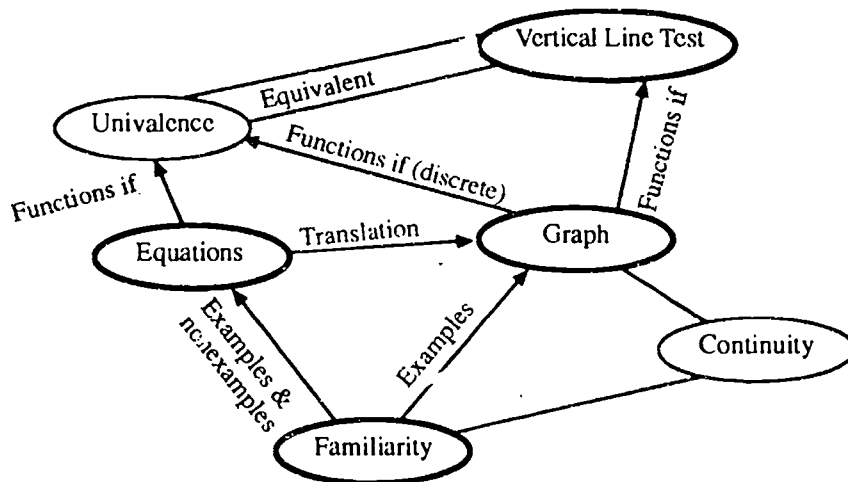 Vertical Line Test
Equivalent
Univalence
Functions if (discrete)
Functions if
Functions if
Equations
Translation
Graph
Examples &
nonexamples
Examples
Continuity
Familiarity